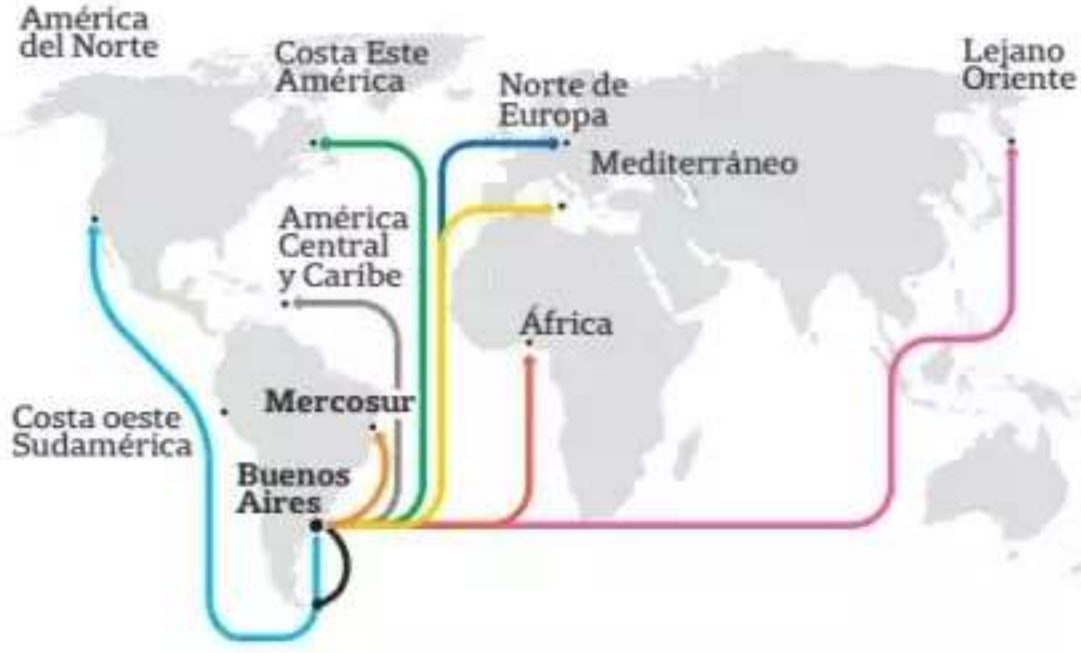 América
del Norte
Costa Este
América
Norte de
Europa
Lejano
Oriente
Mediterráneo
América
Central
y Caribe
África
Mercosur
Costa oeste
Sudamérica
Buenos
Aires